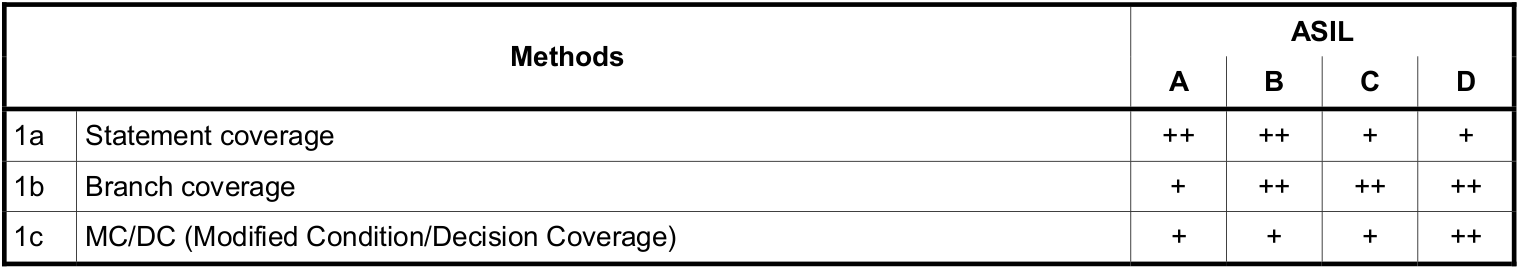 Methods
ASIL
A B C D
1a Statement coverage ++ ++ + +
1b Branch coverage + ++ ++ ++
1c MC/DC (Modified Condition/Decision Coverage) + + + ++